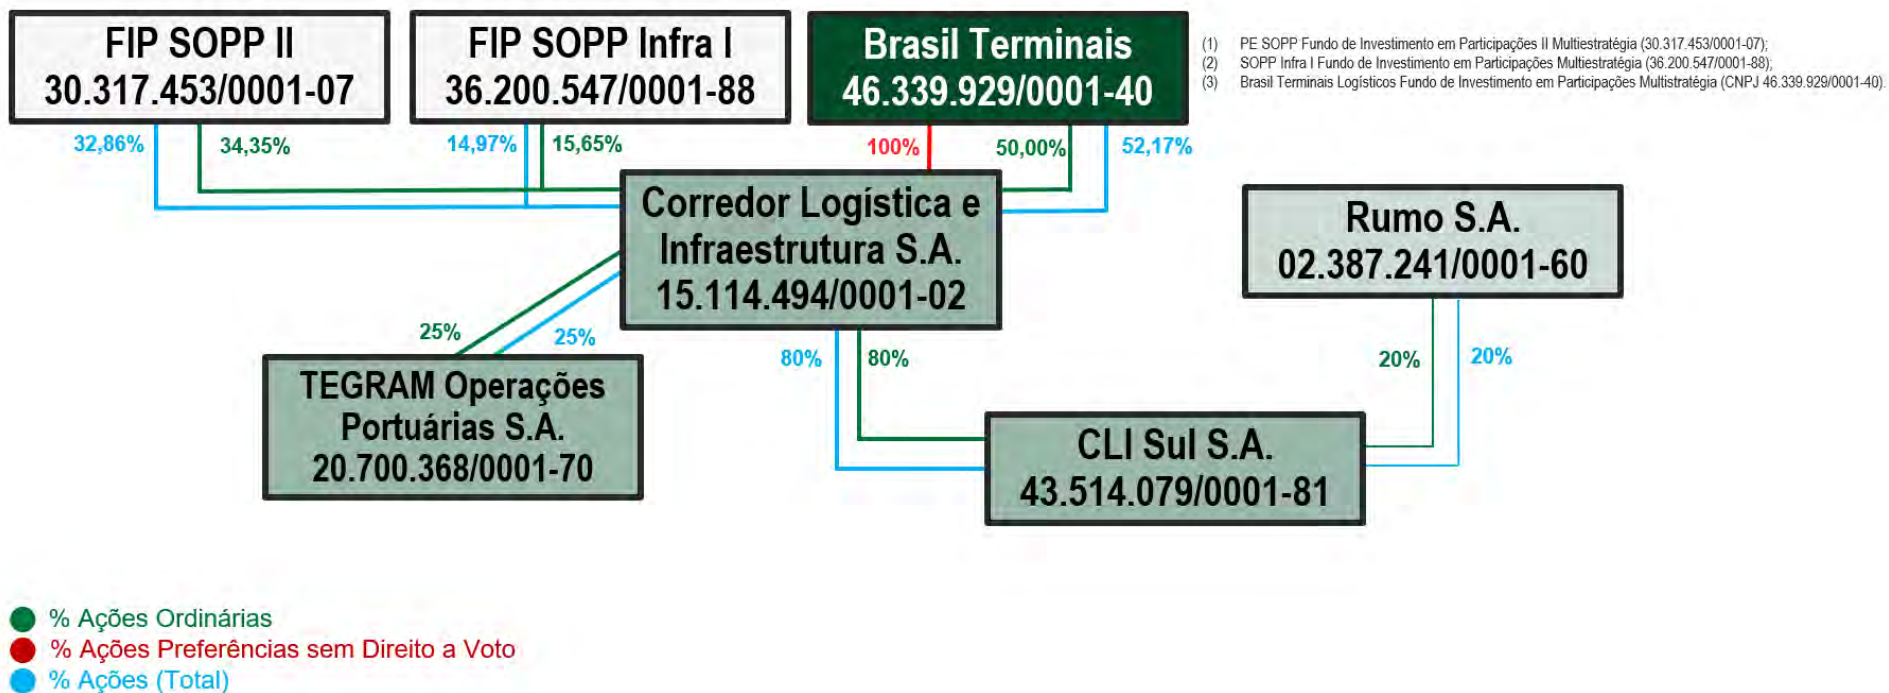 FIP SOPP II
30.317.453/0001-07
FIP SOPP Infra I
36.200.547/0001-88
Brasil Terminais
46.339.929/0001-40
(1) PE SOPP Fundo de Investimento em Participações II Multiestratégia (30.317.453/0001-07);
(2) SOPP Infra I Fundo de Investimento em Participações Multiestratégia (36.200.547/0001-88);
(3) Brasil Terminais Logísticos Fundo de Investimento em Participações Multistratégia (CNPJ 46.339.929/0001-40).
32,86%
34,35%
14,97%
15,65%
100%
50,00%
52,17%
Corredor Logística e
Infraestrutura S.A.
15.114.494/0001-02
Rumo S.A.
02.387.241/0001-60
25%
25%
80%
80%
20%
20%
TEGRAM Operações
Portuárias S.A.
20.700.368/0001-70
CLI Sul S.A.
43.514.079/0001-81
% Ações Ordinárias
% Ações Preferências sem Direito a Voto
% Ações (Total)